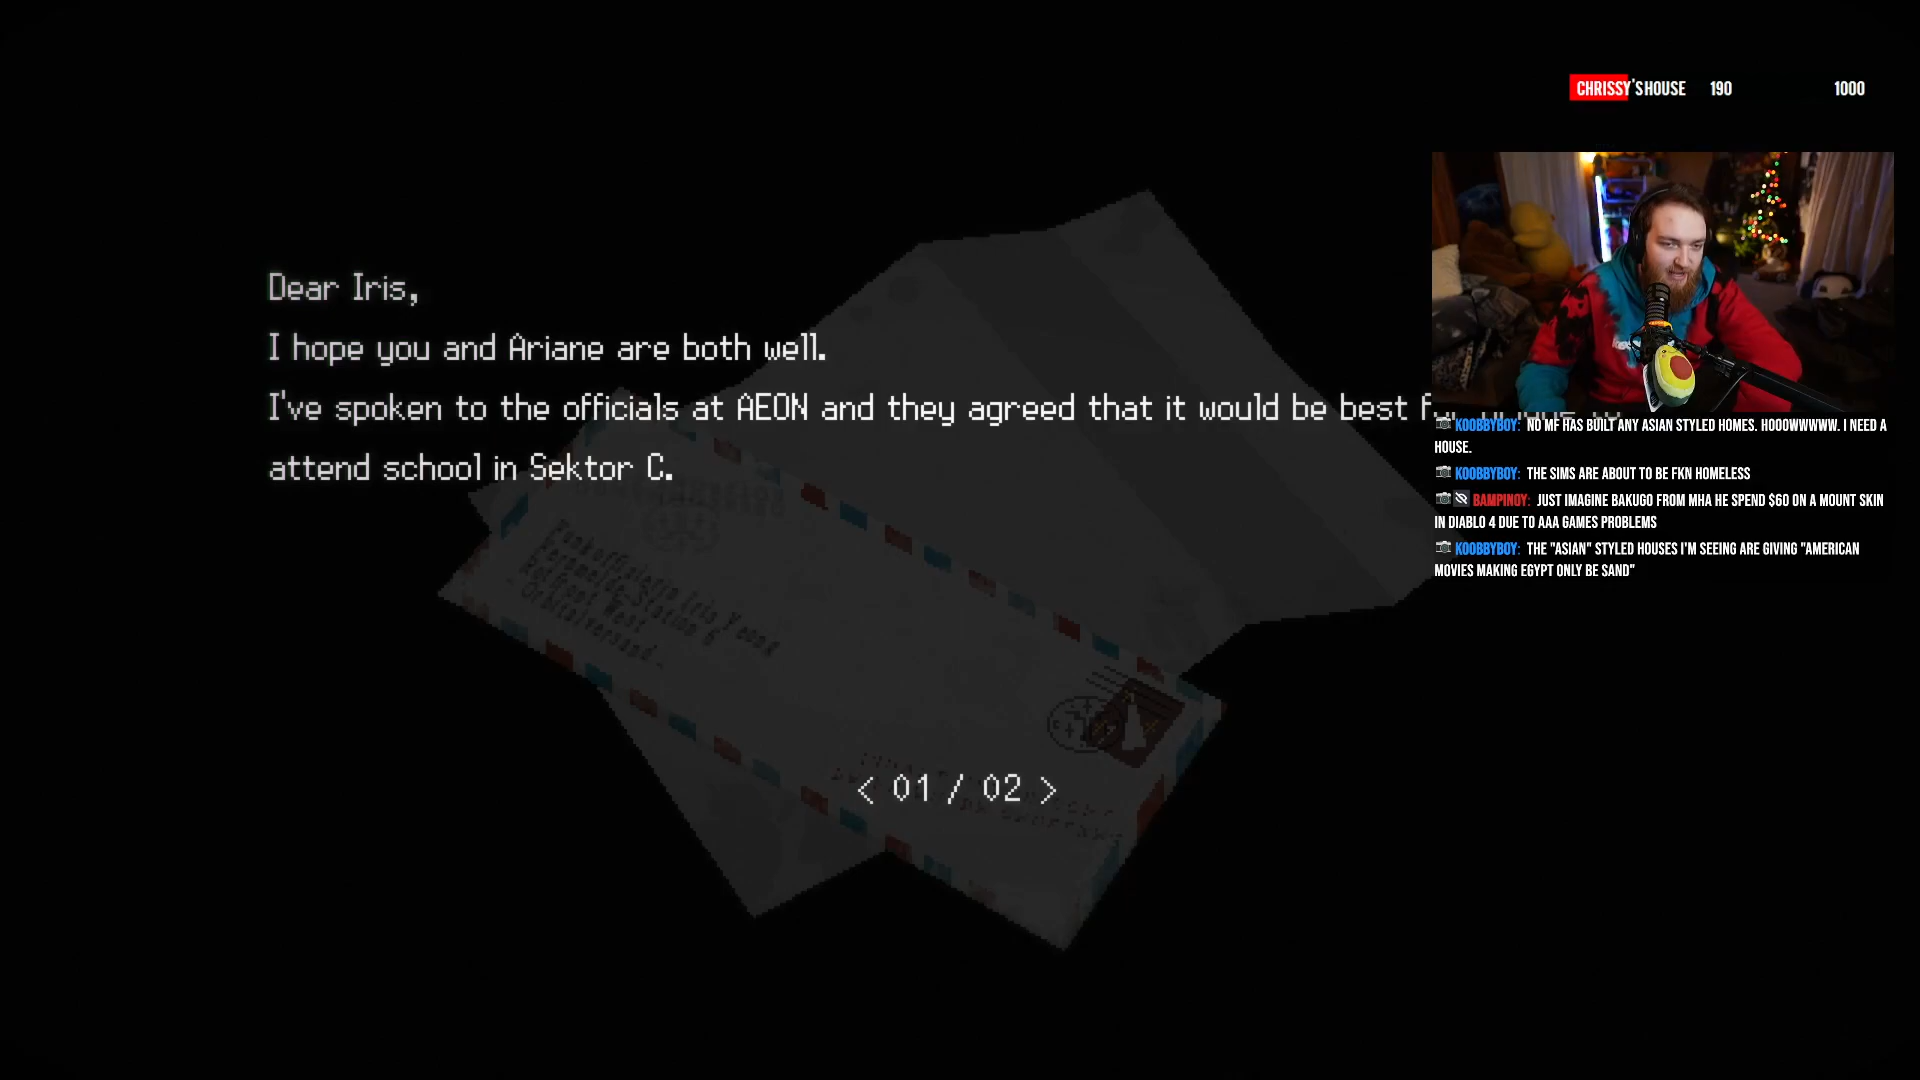 CHRISSY'S HOUSE 190 1000
Dear Iris,
I hope you and Ariane are both well.
I've spoken to the officials at AEON and they agreed that it would be best
attend school in Sektor C.
KOOBBYBOY: NO MF HAS BUILT ANY ASIAN STYLED HOMES. HOOOWWWWW. I NEED A
HOUSE.
KOOBBYBOY: THE SIMS ARE ABOUT TO BE FKN HOMELESS
BAMPINOY: JUST IMAGINE BAKUGO FROM MHA HE SPEND $60 ON A MOUNT SKIN
IN DIABLO 4 DUE TO AAA GAMES PROBLEMS
KOOBBYBOY: THE "ASIAN" STYLED HOUSES I'M SEEING ARE GIVING "AMERICAN
MOVIES MAKING EGYPT ONLY BE SAND"
Iris Yeong
< 01 / 02 >